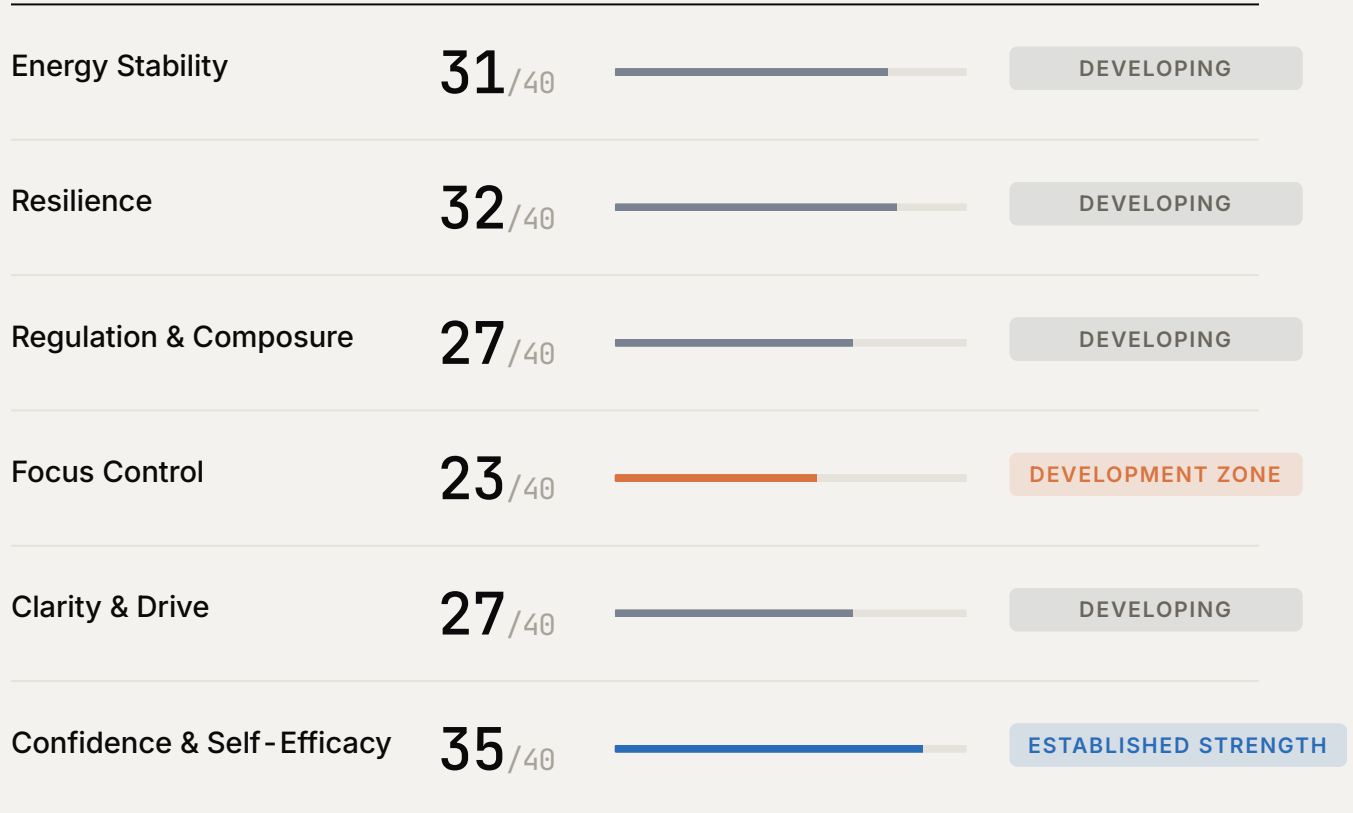 Energy Stability 31/40 DEVELOPING
Resilience 32/40 DEVELOPING
Regulation & Composure 27/40 DEVELOPING
Focus Control 23/40 DEVELOPMENT ZONE
Clarity & Drive 27/40 DEVELOPING
Confidence & Self-Efficacy 35/40 ESTABLISHED STRENGTH